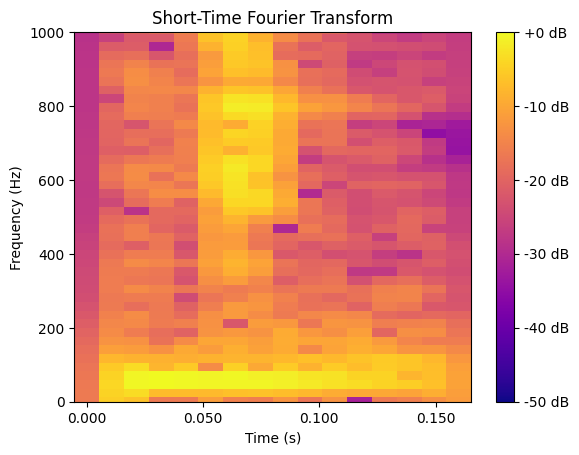 Short-Time Fourier Transform
Frequency (Hz)
1000
800
600
400
200
0
0.000
0.050
0.100
0.150
Time (s)
+0 dB
-10 dB
-20 dB
-30 dB
-40 dB
-50 dB